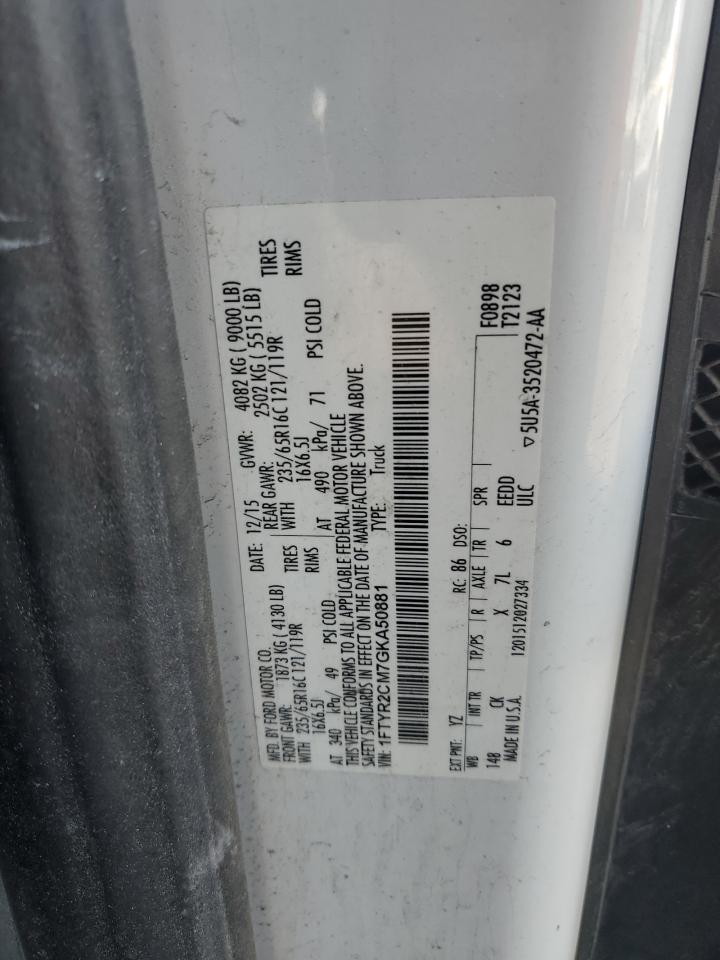 MFD. BY FORD MOTOR CO.
DATE: 12/15 GVWR: 4082 KG ( 9000 LB)
FRONT GAWR: 1873 KG ( 4130 LB)
REAR GAWR: 2502 KG ( 5515 LB)
WITH 235/65R16C 121/119R TIRES
WITH 235/65R16C 121/119R TIRES
16X6.5J RIMS
16X6.5J RIMS
AT 340 kPa/ 49 PSI COLD
AT 490 kPa/ 71 PSI COLD
THIS VEHICLE CONFORMS TO ALL APPLICABLE FEDERAL MOTOR VEHICLE
SAFETY STANDARDS IN EFFECT ON THE DATE OF MANUFACTURE SHOWN ABOVE.
VIN: 1FTYR2CM7GKA50881
TYPE: Truck
EXT PNT: YZ RC: 86 DSO: F0898
WB INT TR TP/PS R AXLE TR SPR T2123
148 CK X 7L 6 EEDD
MADE IN U.S.A. 1201512027334 ULC
▽5U5A-3520472-AA